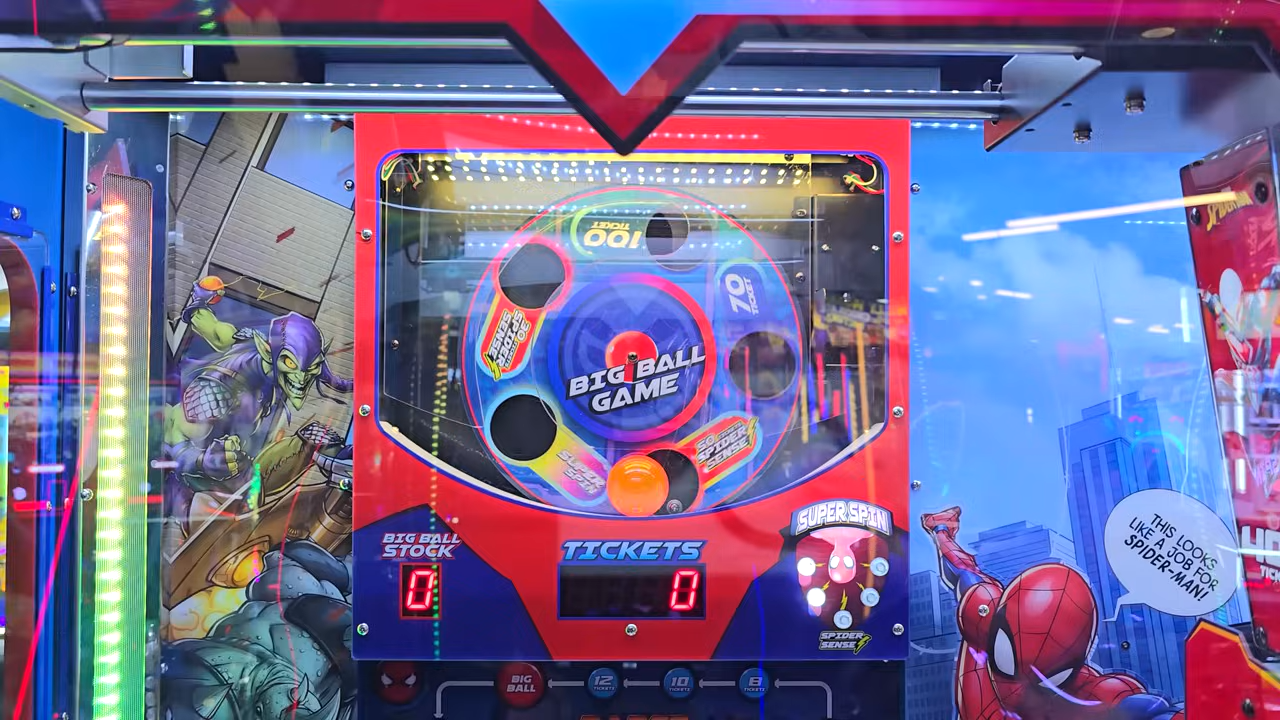 100
TICKET
70
TICKET
30
SPIDER
SENSE
BIG BALL
GAME
50
SPIDER
SENSE
SUPER
SPIN
BIG BALL
STOCK
0
TICKETS
0
SUPER SPIN
SPIDER
SENSE
THIS LOOKS
LIKE A JOB FOR
SPIDER-MAN!
BIG
BALL
12
TICKETS
10
TICKETS
8
TICKETS